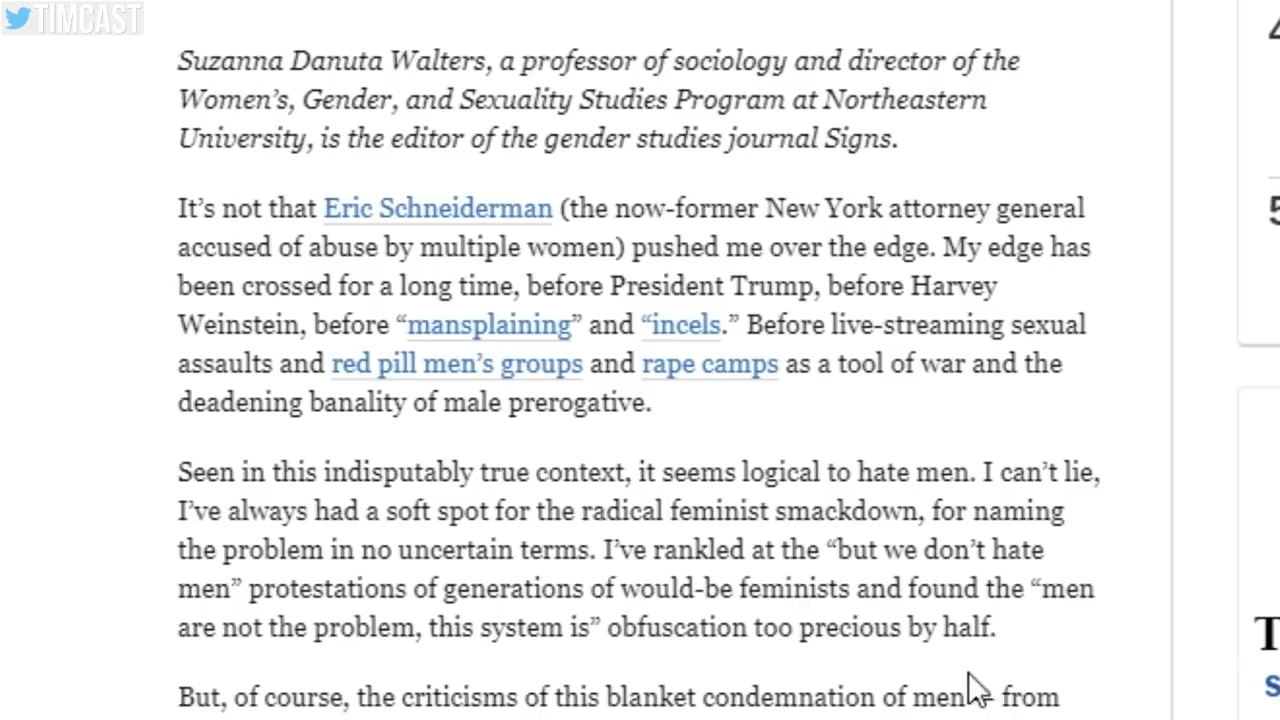 TIMCAST
Suzanna Danuta Walters, a professor of sociology and director of the
Women’s, Gender, and Sexuality Studies Program at Northeastern
University, is the editor of the gender studies journal Signs.
It’s not that Eric Schneiderman (the now-former New York attorney general
accused of abuse by multiple women) pushed me over the edge. My edge has
been crossed for a long time, before President Trump, before Harvey
Weinstein, before “mansplaining” and “incels.” Before live-streaming sexual
assaults and red pill men’s groups and rape camps as a tool of war and the
deadening banality of male prerogative.
Seen in this indisputably true context, it seems logical to hate men. I can’t lie,
I’ve always had a soft spot for the radical feminist smackdown, for naming
the problem in no uncertain terms. I’ve rankled at the “but we don’t hate
men” protestations of generations of would-be feminists and found the “men
are not the problem, this system is” obfuscation too precious by half.
But, of course, the criticisms of this blanket condemnation of men — from